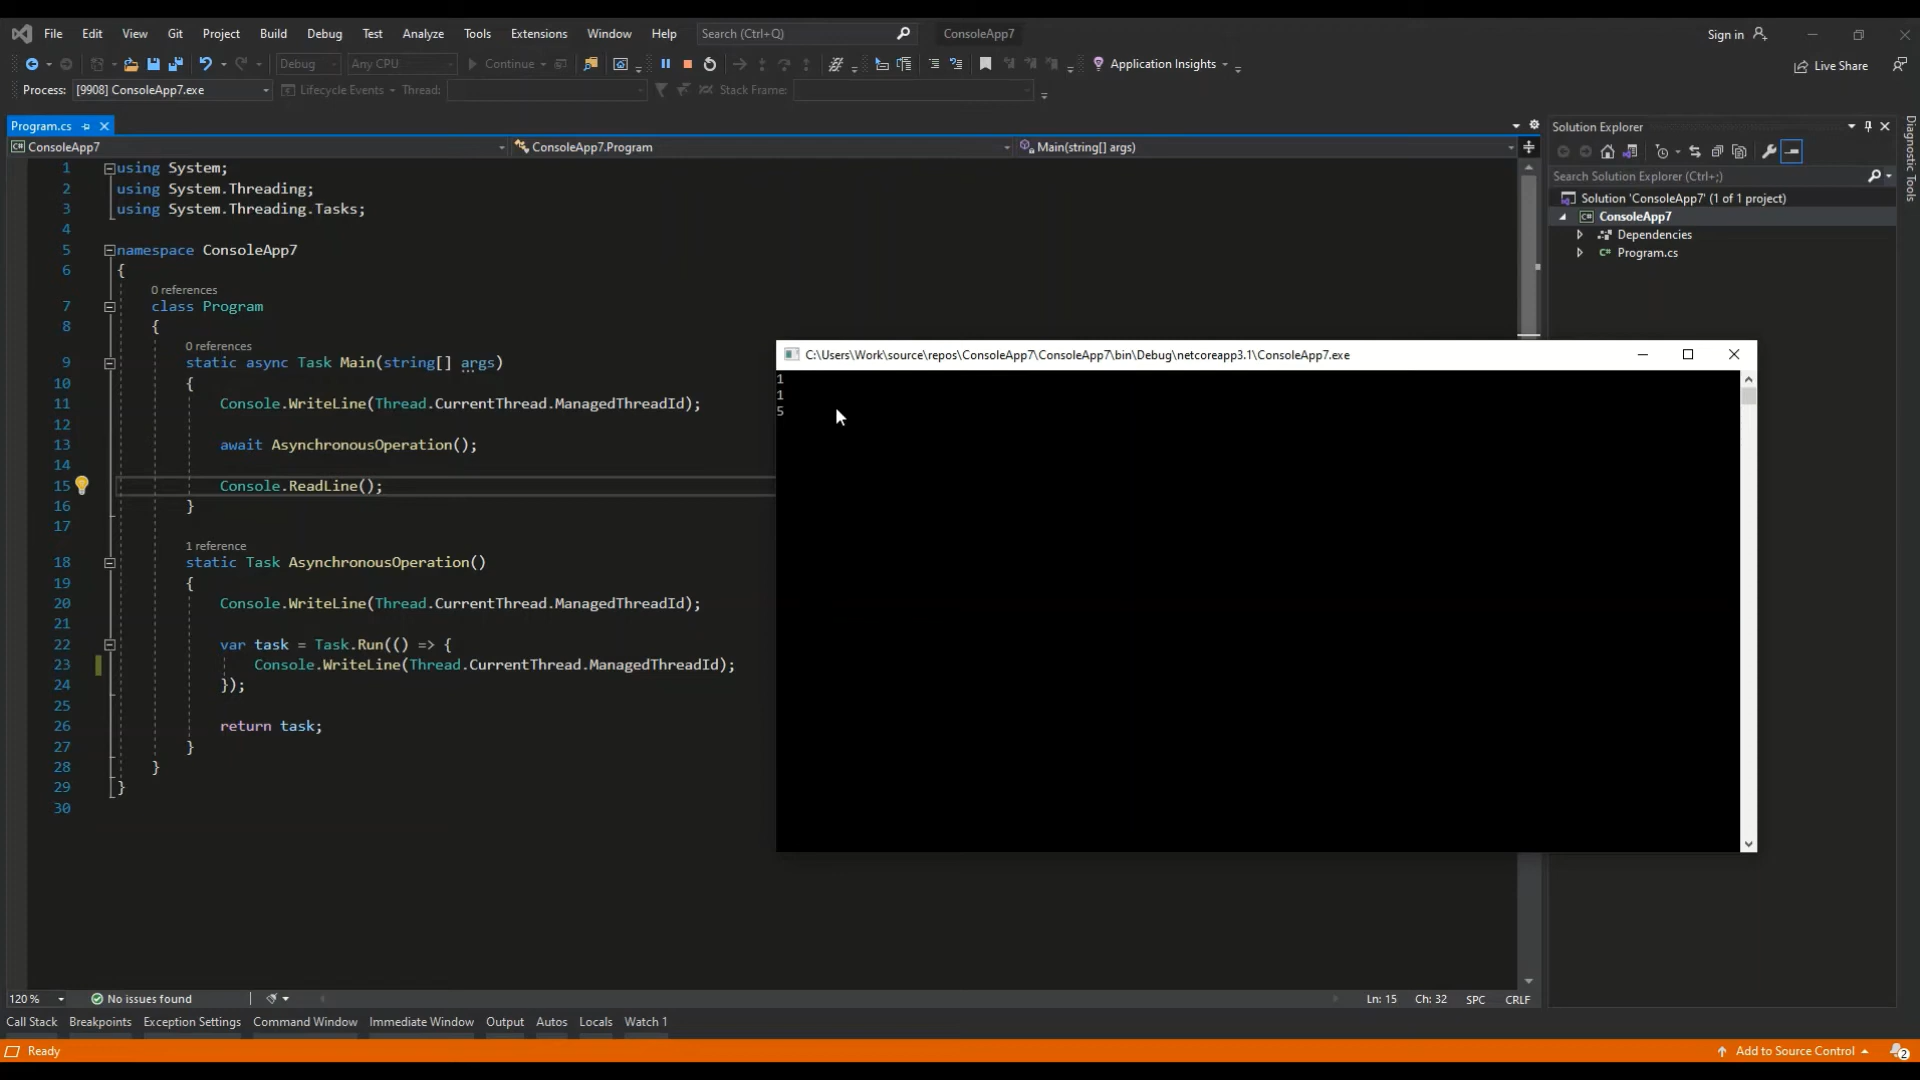 File Edit View Git Project Build Debug Test Analyze Tools Extensions Window Help Search (Ctrl+Q) ConsoleApp7 Sign in
Debug Any CPU Continue Application Insights Live Share
Process: [9908] ConsoleApp7.exe Lifecycle Events Thread: Stack Frame:
Program.cs
ConsoleApp7 ConsoleApp7.Program Main(string[] args)
1 using System;
2 using System.Threading;
3 using System.Threading.Tasks;
4
5 namespace ConsoleApp7
6 {
0 references
7 class Program
8 {
0 references
9 static async Task Main(string[] args)
10 {
11 Console.WriteLine(Thread.CurrentThread.ManagedThreadId);
12
13 await AsynchronousOperation();
14
15 Console.ReadLine();
16 }
17
1 reference
18 static Task AsynchronousOperation()
19 {
20 Console.WriteLine(Thread.CurrentThread.ManagedThreadId);
21
22 var task = Task.Run(() => {
23 Console.WriteLine(Thread.CurrentThread.ManagedThreadId);
24 });
25
26 return task;
27 }
28 }
29 }
30
C:\Users\Work\source\repos\ConsoleApp7\ConsoleApp7\bin\Debug\netcoreapp3.1\ConsoleApp7.exe
1
1
5
Solution Explorer
Search Solution Explorer (Ctrl+;)
Solution 'ConsoleApp7' (1 of 1 project)
C# ConsoleApp7
Dependencies
C# Program.cs
Diagnostic Tools
120 % No issues found Ln: 15 Ch: 32 SPC CRLF
Call Stack Breakpoints Exception Settings Command Window Immediate Window Output Autos Locals Watch 1
Ready Add to Source Control 2